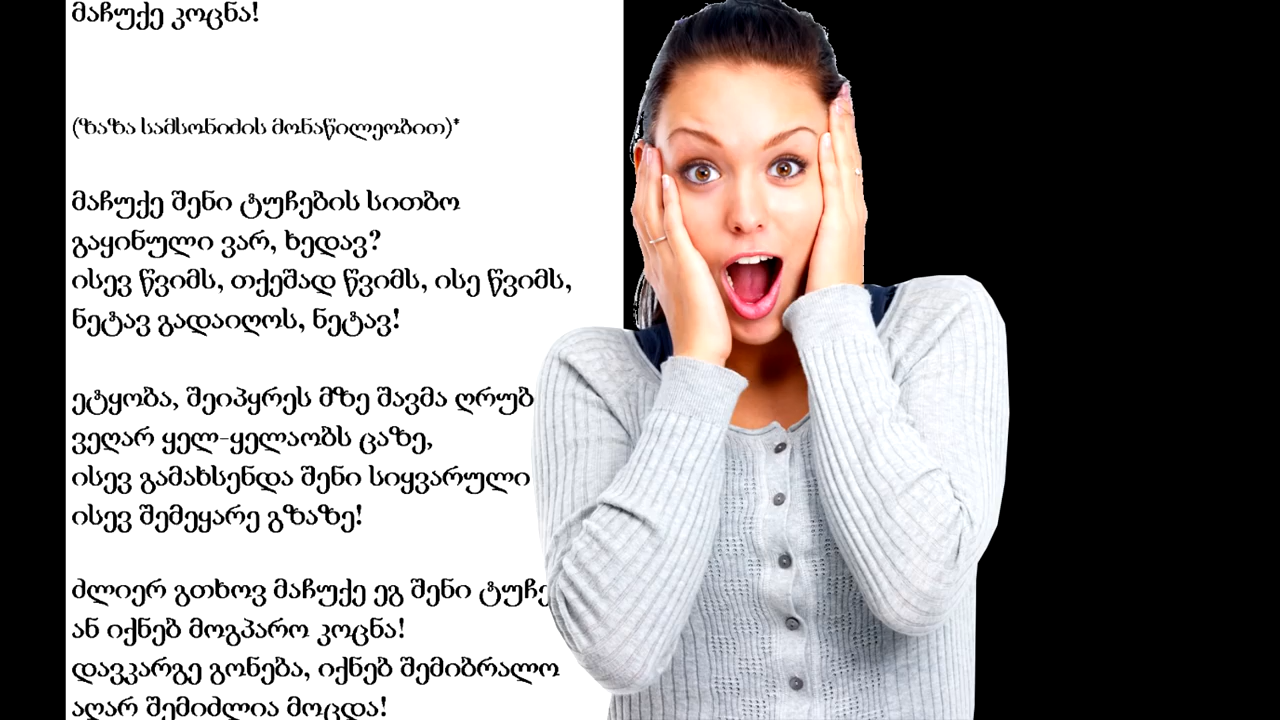 მაჩუქე კოცნა!
(ზაზა სამსონიძის მონაწილეობით)*
მაჩუქე შენი ტუჩების სითბო
გაყინული ვარ, ხედავ?
ისევ წვიმს, თქეშად წვიმს, ისე წვიმს,
ნეტავ გადაიღოს, ნეტავ!
ეტყობა, შეიპყრეს მზე შავმა ღრუბ
ვეღარ ყელ-ყელაობს ცაზე,
ისევ გამახსენდა შენი სიყვარული
ისევ შემეყარე გზაზე!
ძლიერ გთხოვ მაჩუქე ეგ შენი ტუჩე
ან იქნებ მოგპარო კოცნა!
დავკარგე გონება, იქნებ შემიბრალო
აღარ შემიძლია მოცდა!